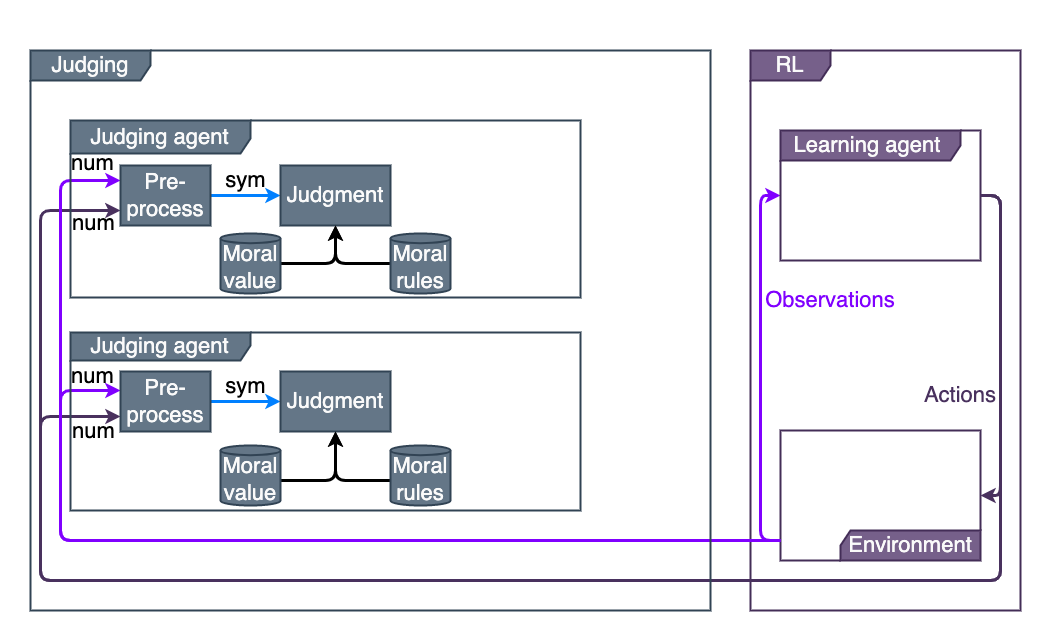 Judging
RL
Judging agent
num
Pre-
process
num
sym
Judgment
Moral
value
Moral
rules
Judging agent
num
Pre-
process
num
sym
Judgment
Moral
value
Moral
rules
Learning agent
Observations
Actions
Environment